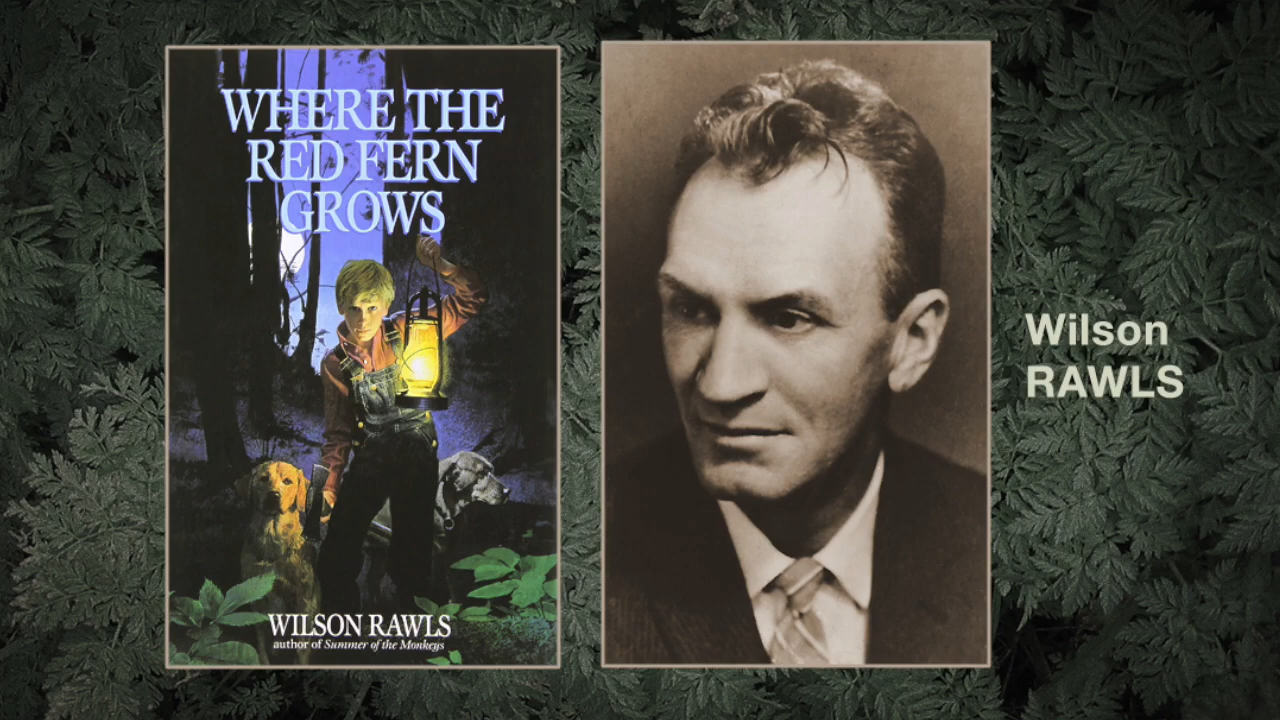 WHERE THE
RED FERN
GROWS
WILSON RAWLS
author of Summer of the Monkeys
Wilson
RAWLS